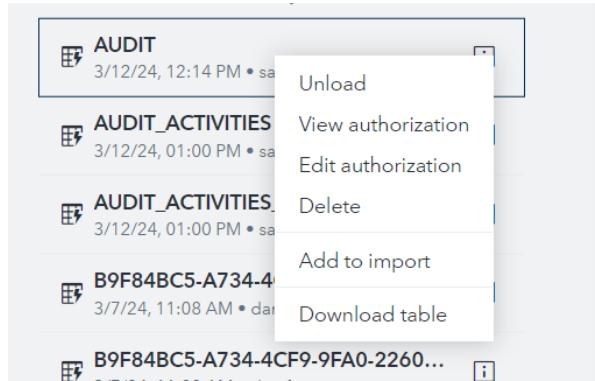 AUDIT
3/12/24, 12:14 PM • sa
Unload
AUDIT_ACTIVITIES
View authorization
3/12/24, 01:00 PM • sa
Edit authorization
AUDIT_ACTIVITIES_
Delete
3/12/24, 01:00 PM • sa
Add to import
B9F84BC5-A734-4
3/7/24, 11:08 AM • dar
Download table
B9F84BC5-A734-4CF9-9FA0-2260...